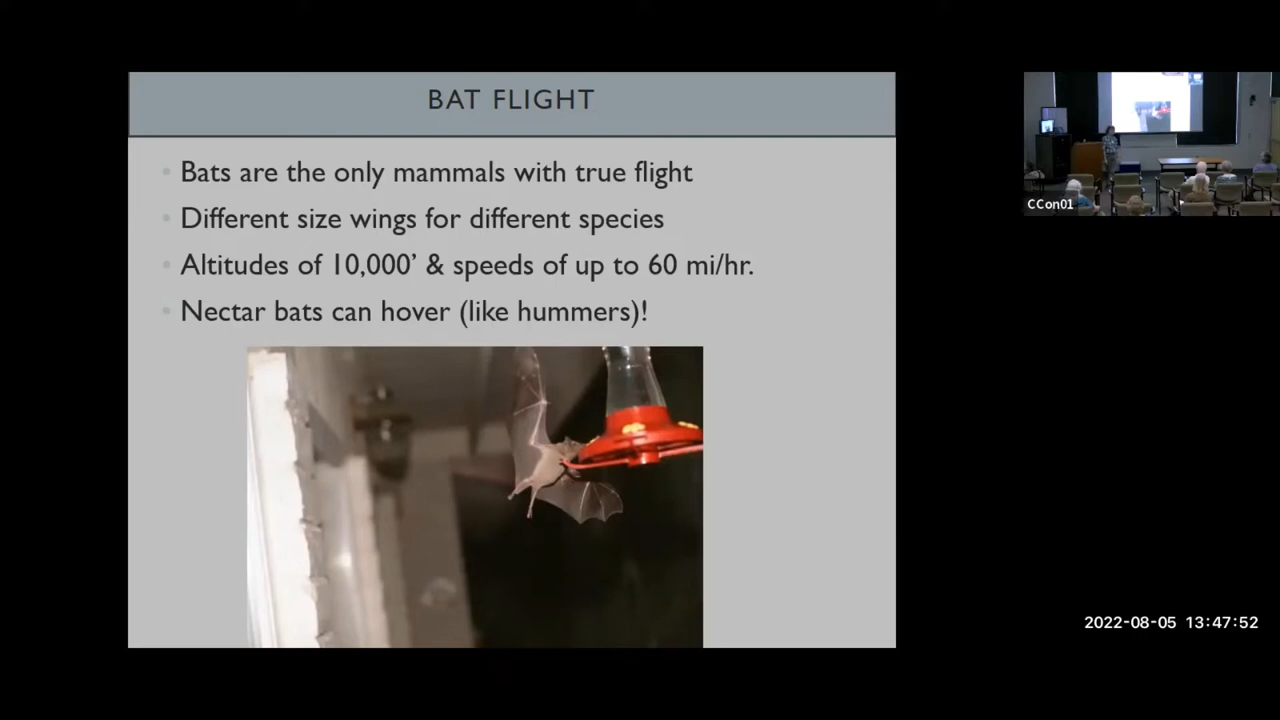 BAT FLIGHT
Bats are the only mammals with true flight
Different size wings for different species
Altitudes of 10,000’ & speeds of up to 60 mi/hr.
Nectar bats can hover (like hummers)!
CCon01
2022-08-05 13:47:52